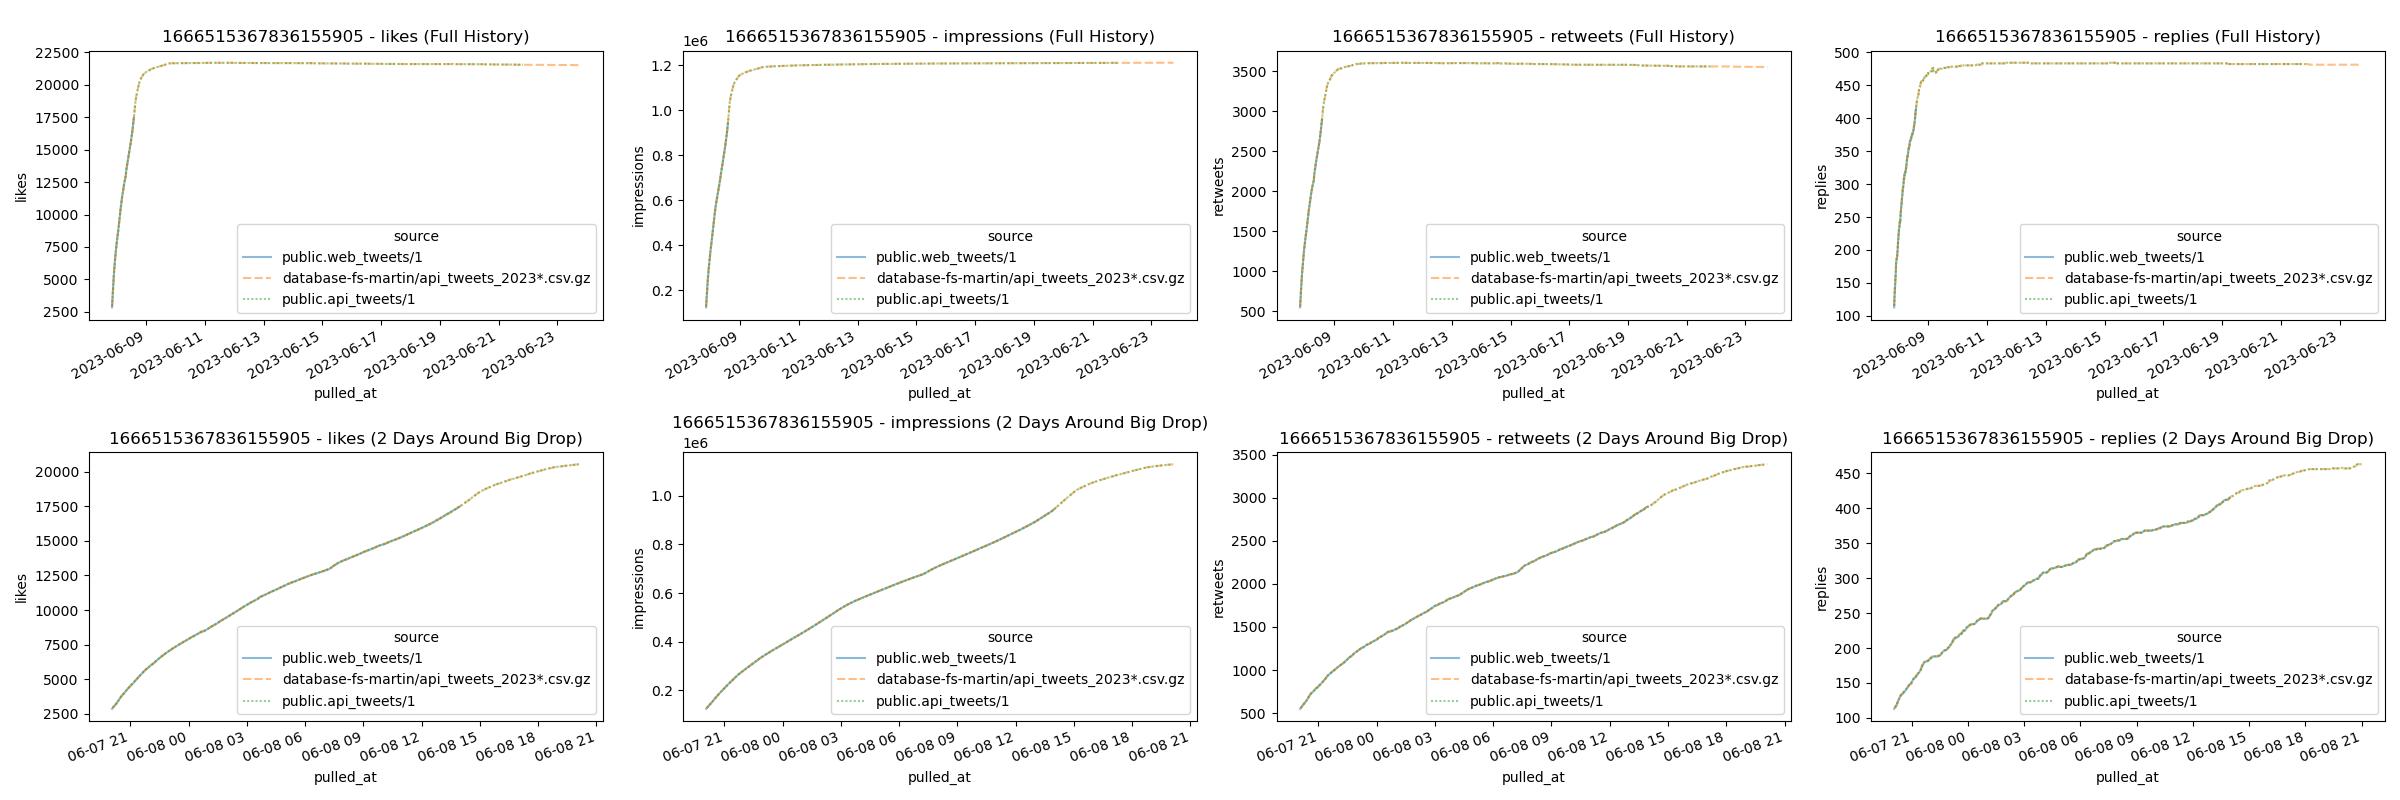 1666515367836155905 - likes (Full History)
22500
20000
17500
15000
12500
10000
7500
5000
2500
likes
source
public.web_tweets/1
database-fs-martin/api_tweets_2023*.csv.gz
public.api_tweets/1
2023-06-09
2023-06-11
2023-06-13
2023-06-15
2023-06-17
2023-06-19
2023-06-21
2023-06-23
pulled_at
1666515367836155905 - impressions (Full History)
1e6
1.2
1.0
0.8
0.6
0.4
0.2
impressions
source
public.web_tweets/1
database-fs-martin/api_tweets_2023*.csv.gz
public.api_tweets/1
2023-06-09
2023-06-11
2023-06-13
2023-06-15
2023-06-17
2023-06-19
2023-06-21
2023-06-23
pulled_at
1666515367836155905 - retweets (Full History)
3500
3000
2500
2000
1500
1000
500
retweets
source
public.web_tweets/1
database-fs-martin/api_tweets_2023*.csv.gz
public.api_tweets/1
2023-06-09
2023-06-11
2023-06-13
2023-06-15
2023-06-17
2023-06-19
2023-06-21
2023-06-23
pulled_at
1666515367836155905 - replies (Full History)
500
450
400
350
300
250
200
150
100
replies
source
public.web_tweets/1
database-fs-martin/api_tweets_2023*.csv.gz
public.api_tweets/1
2023-06-09
2023-06-11
2023-06-13
2023-06-15
2023-06-17
2023-06-19
2023-06-21
2023-06-23
pulled_at
1666515367836155905 - likes (2 Days Around Big Drop)
20000
17500
15000
12500
10000
7500
5000
2500
likes
source
public.web_tweets/1
database-fs-martin/api_tweets_2023*.csv.gz
public.api_tweets/1
06-07 21
06-08 00
06-08 03
06-08 06
06-08 09
06-08 12
06-08 15
06-08 18
06-08 21
pulled_at
1666515367836155905 - impressions (2 Days Around Big Drop)
1e6
1.0
0.8
0.6
0.4
0.2
impressions
source
public.web_tweets/1
database-fs-martin/api_tweets_2023*.csv.gz
public.api_tweets/1
06-07 21
06-08 00
06-08 03
06-08 06
06-08 09
06-08 12
06-08 15
06-08 18
06-08 21
pulled_at
1666515367836155905 - retweets (2 Days Around Big Drop)
3500
3000
2500
2000
1500
1000
500
retweets
source
public.web_tweets/1
database-fs-martin/api_tweets_2023*.csv.gz
public.api_tweets/1
06-07 21
06-08 00
06-08 03
06-08 06
06-08 09
06-08 12
06-08 15
06-08 18
06-08 21
pulled_at
1666515367836155905 - replies (2 Days Around Big Drop)
450
400
350
300
250
200
150
100
replies
source
public.web_tweets/1
database-fs-martin/api_tweets_2023*.csv.gz
public.api_tweets/1
06-07 21
06-08 00
06-08 03
06-08 06
06-08 09
06-08 12
06-08 15
06-08 18
06-08 21
pulled_at